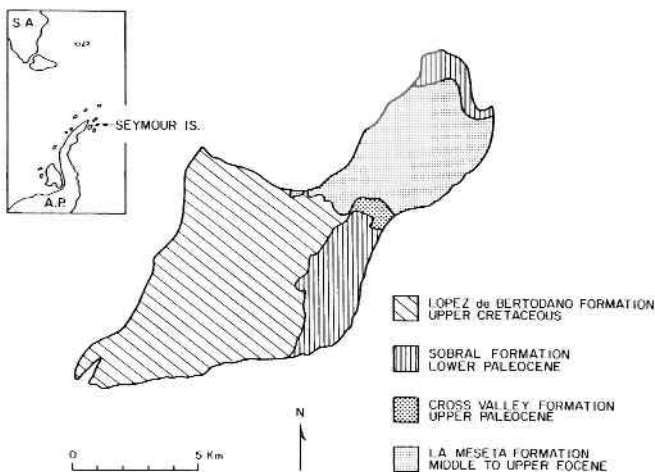 S.A.
SEYMOUR IS.
A.P.
LOPEZ de BERTODANO FORMATION
UPPER CRETACEOUS
SOBRAL FORMATION
LOWER PALEOCENE
CROSS VALLEY FORMATION
UPPER PALEOCENE
LA MESETA FORMATION
MIDDLE TO UPPER EOCENE
N
0 5 Km